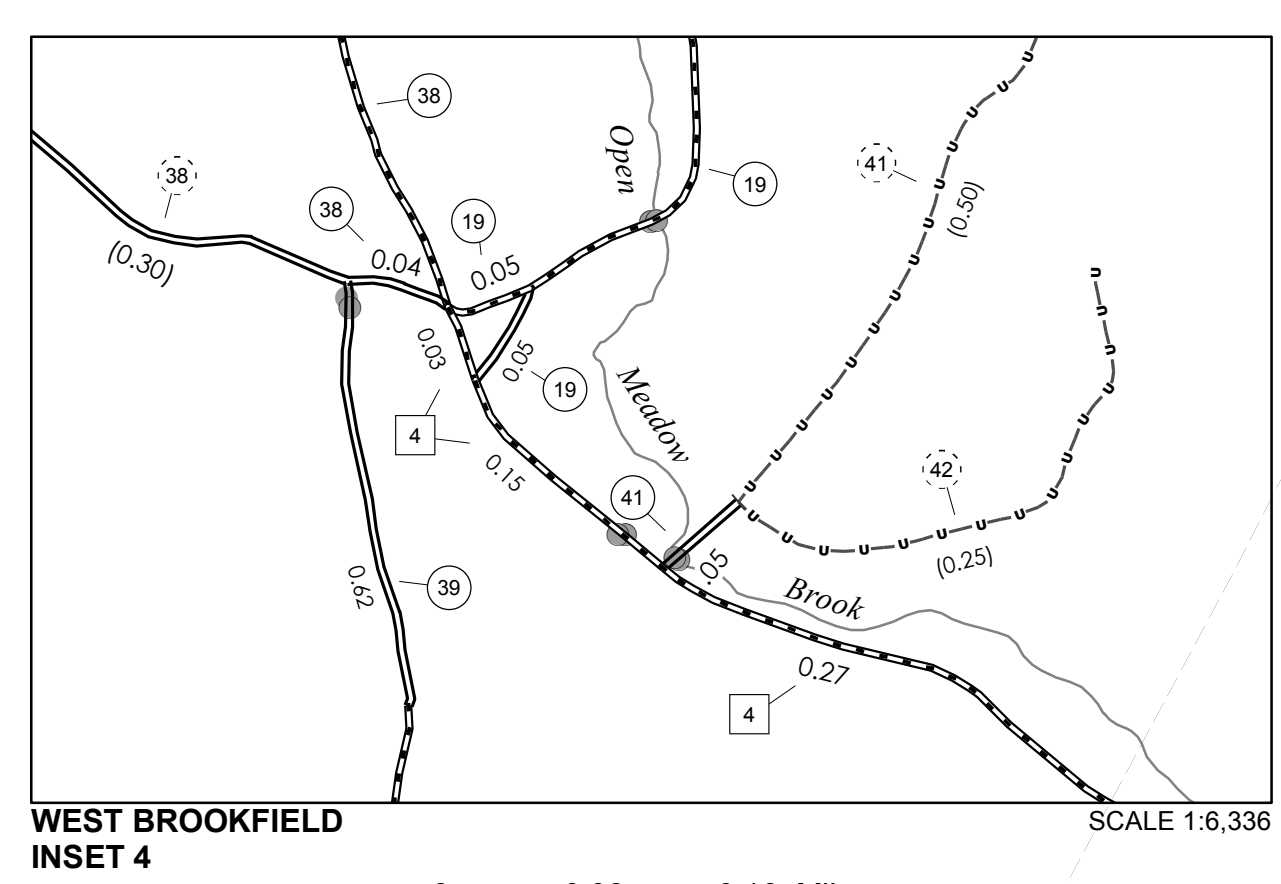 38
38
38
19
19
Open
41
(0.50)
(0.30)
0.04
0.05
0.03
0.05
19
Meadow
4
0.15
41
42
(0.25)
.05
Brook
0.62
39
0.27
4
U U U U U U U U U U U U U U U
U U U U U U U U U U U U U U U
WEST BROOKFIELD
INSET 4
SCALE 1:6,336